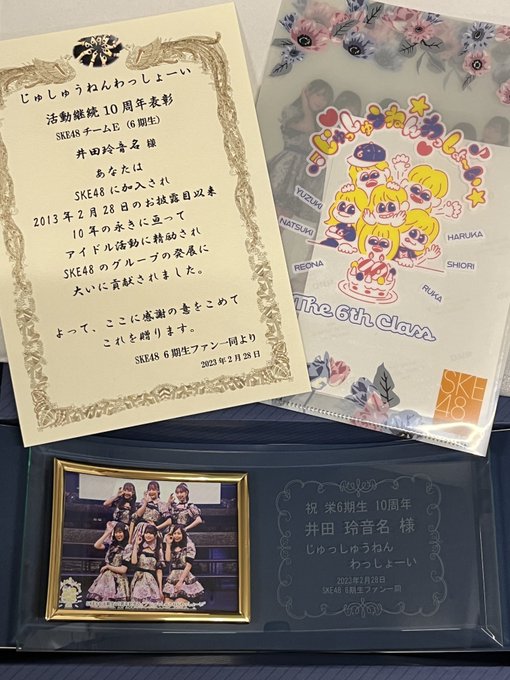 じゅしゅうねんわっしょーい
活動継続10周年表彰
SKE48 チームE(6期生)
井田玲音名 様
あなたは
SKE48に加入され
2013年2月28日のお披露目以来
10年の永きに亘って
アイドル活動に精励され
SKE48のグループの発展に
大いに貢献されました。
よって、ここに感謝の意をこめて
これを贈ります。
SKE48 6期生ファン一同より
2023年2月28日
じゅっしゅうねんわっしょーい
YUZUKI
NATSUKI
REONA
HARUKA
SHIORI
RUKA
The 6th Class
SKE
48
祝 栄6期生 10周年
井田 玲音名 様
じゅっしゅうねん
わっしょーい
2023年2月28日
SKE48 6期生ファン一同